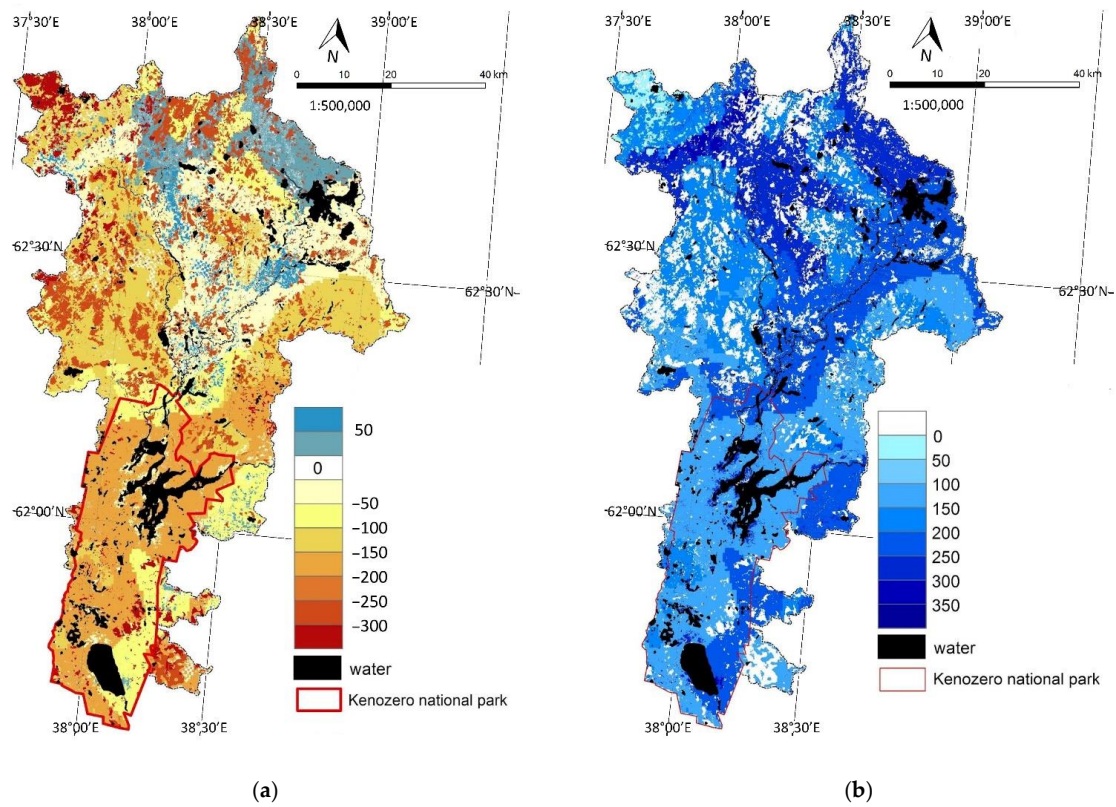 37°30' 38°00' 38°30'E 39°00'
N
0 10 20 40 km
1:500,000
62°30'N
62°30'N
50
0
−50
−100
62°00'N
−150
−200
−250
−300
water
Kenozero national park
38°00'E
38°30'E
(a)
37°30' 38°00' 38°30'E 39°00'
N
0 10 20 40 km
1:500,000
62°30'N
62°30'N
0
50
100
62°00'N
150
200
250
300
350
water
Kenozero national park
38°00'E
38°30'E
(b)